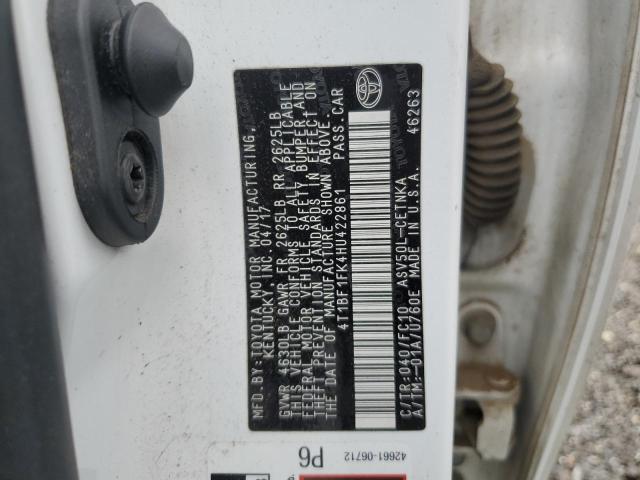 MFD.BY:TOYOTA MOTOR MANUFACTURING,
KENTUCKY, INC. 04/17
GVWR 4630LB GAWR FR 2625LB RR 2625LB
THIS VEHICLE CONFORMS TO ALL APPLICABLE
FEDERAL MOTOR VEHICLE SAFETY, BUMPER, AND
THEFT PREVENTION STANDARDS IN EFFECT ON
THE DATE OF MANUFACTURE SHOWN ABOVE.
4T1BF1FK4HU422861 PASS.CAR
C/TR:040/FC10 ASV50L-CETNKA
A/TM:-01A/U760E MADE IN U.S.A.
46263
P6
42661-06712